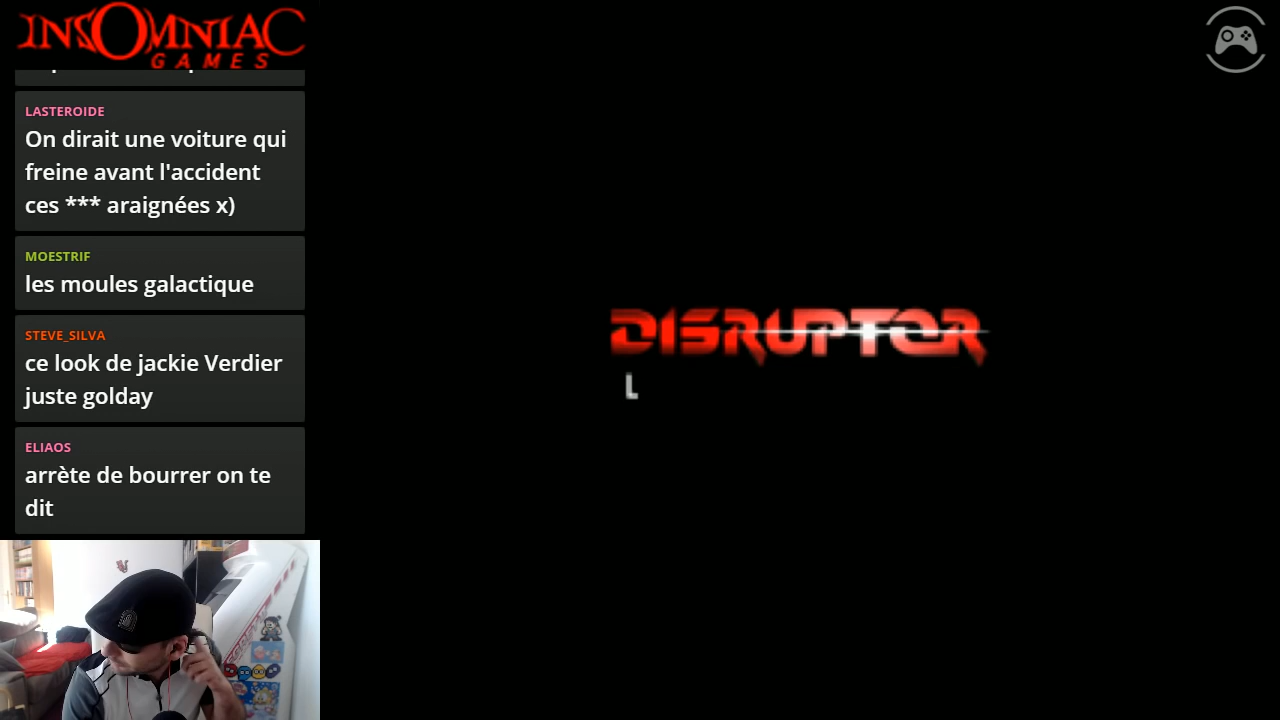 INSOMNIAC
GAMES
LASTEROIDE
On dirait une voiture qui
freine avant l'accident
ces *** araignées x)
MOESTRIF
les moules galactique
STEVE_SILVA
ce look de jackie Verdier
juste golday
ELIAOS
arrète de bourrer on te
dit
DISRUPTOR
L